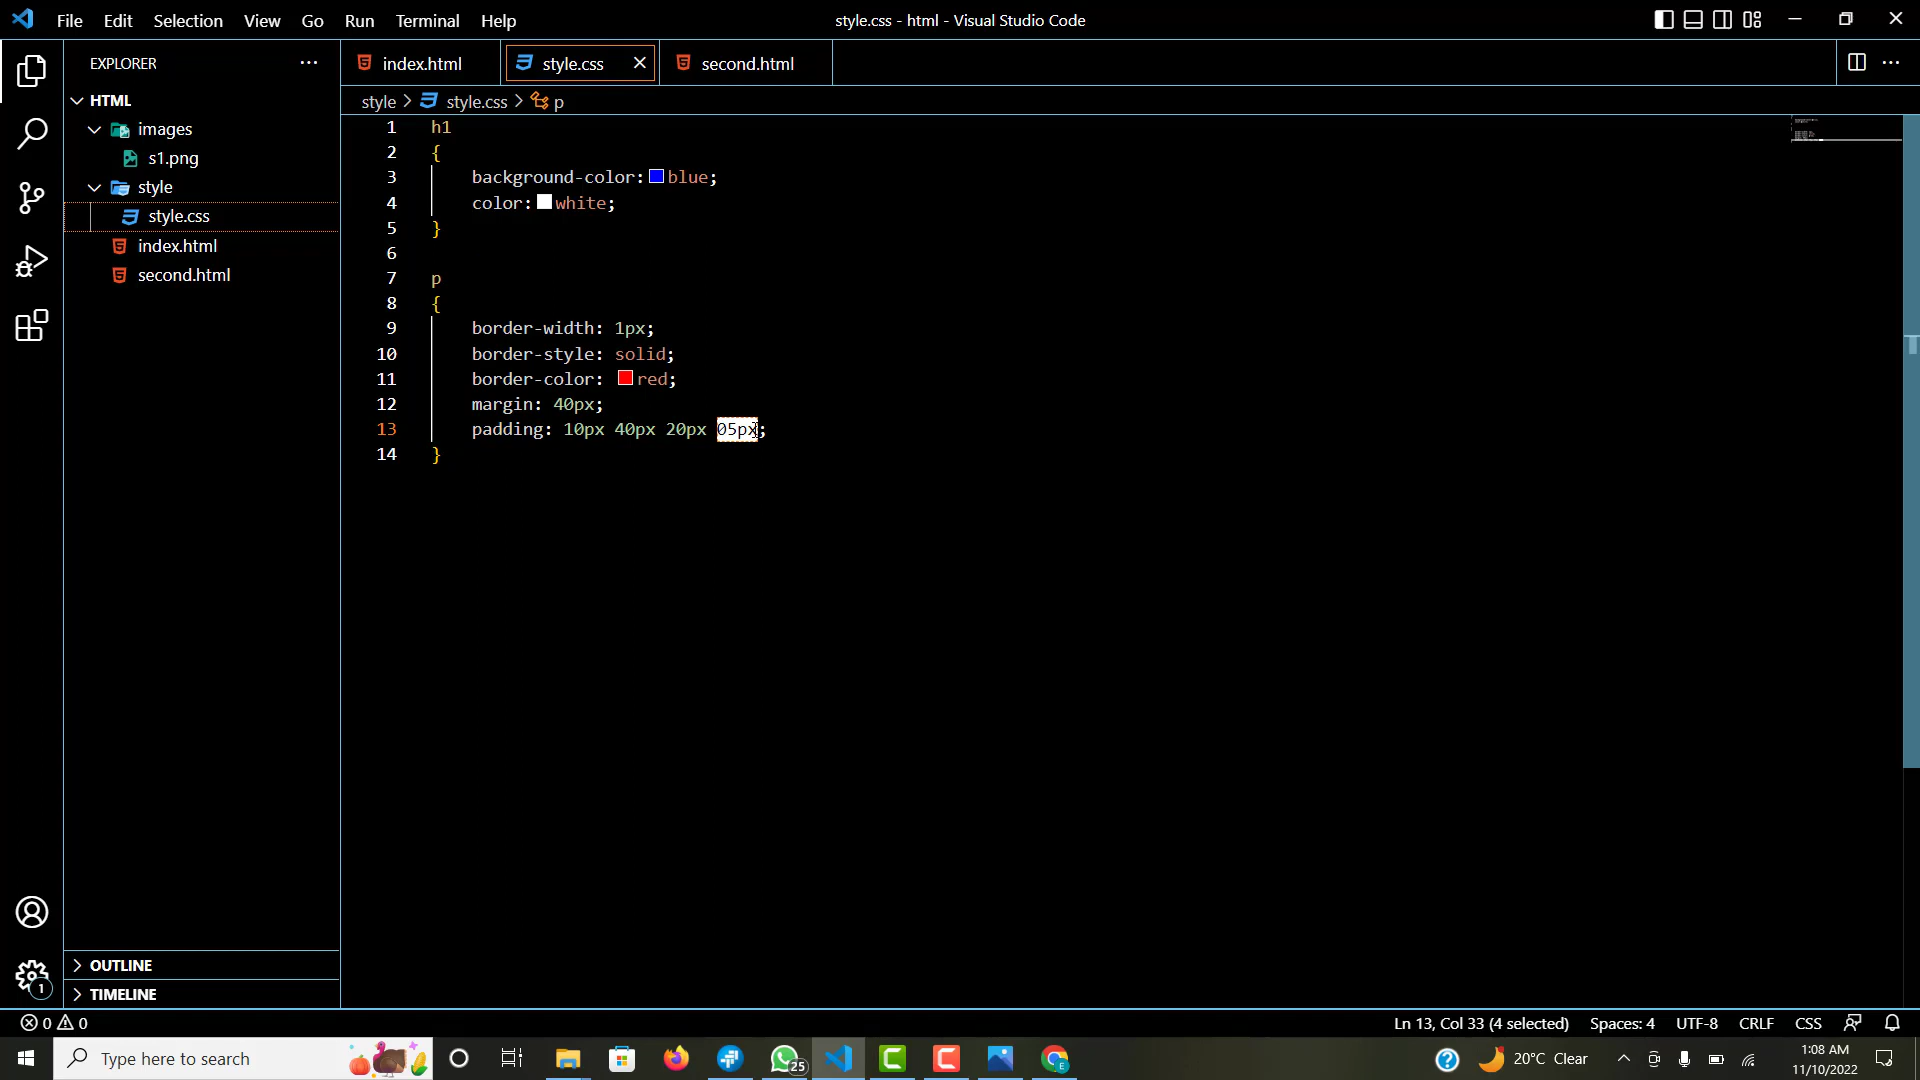 File Edit Selection View Go Run Terminal Help
style.css - html - Visual Studio Code
EXPLORER
index.html
style.css
second.html
HTML
images
s1.png
style
style.css
index.html
second.html
style > style.css > p
1 h1
2 {
3 background-color: blue;
4 color: white;
5 }
6
7 p
8 {
9 border-width: 1px;
10 border-style: solid;
11 border-color: red;
12 margin: 40px;
13 padding: 10px 40px 20px 05px;
14 }
1
OUTLINE
TIMELINE
0 0
Ln 13, Col 33 (4 selected) Spaces: 4 UTF-8 CRLF CSS
Type here to search
25
20°C Clear
1:08 AM
11/10/2022